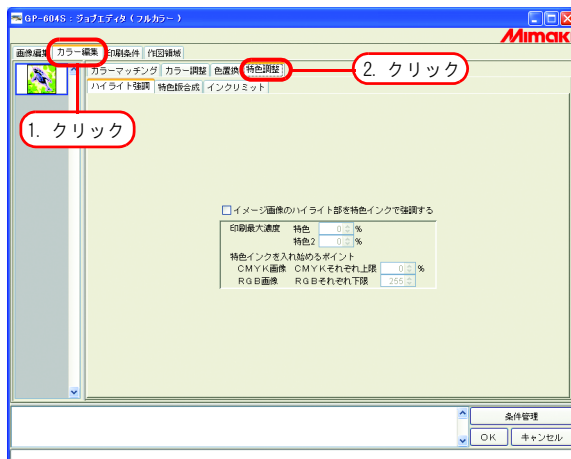 GP-604S : ジョブエディタ ( フルカラー )
Mimaki
画像編集 カラー編集 印刷条件 作図領域
カラーマッチング カラー調整 色置換 特色調整
2. クリック
ハイライト強調 特色版合成 インクリミット
1. クリック
イメージ画像のハイライト部を特色インクで強調する
印刷最大濃度 特色 0 %
特色2 0 %
特色インクを入れ始めるポイント
CMYK画像 CMYKそれぞれ上限 0 %
RGB画像 RGBそれぞれ下限 255
条件管理
OK キャンセル